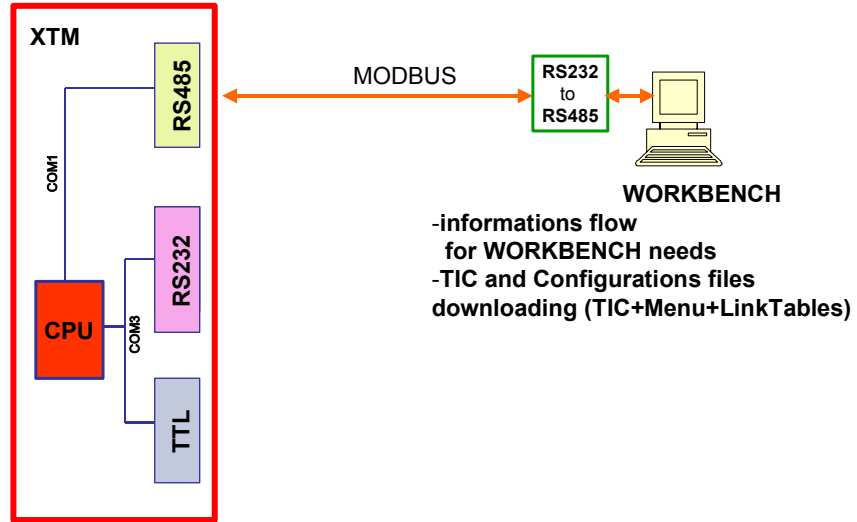 XTM
RS485
MODBUS
RS232
to
RS485
COM1
WORKBENCH
-informations flow
for WORKBENCH needs
-TIC and Configurations files
downloading (TIC+Menu+LinkTables)
RS232
CPU
COM3
TTL